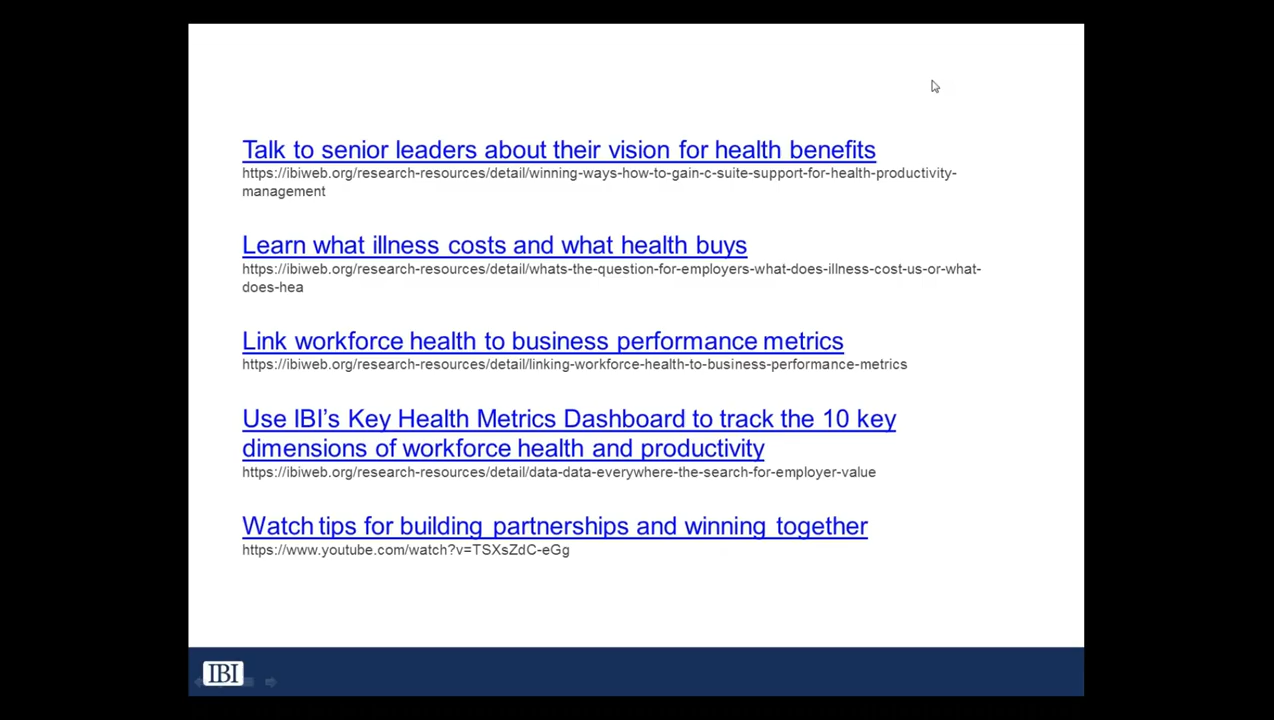 Talk to senior leaders about their vision for health benefits
https://ibiweb.org/research-resources/detail/winning-ways-how-to-gain-c-suite-support-for-health-productivity-
management
Learn what illness costs and what health buys
https://ibiweb.org/research-resources/detail/whats-the-question-for-employers-what-does-illness-cost-us-or-what-
does-hea
Link workforce health to business performance metrics
https://ibiweb.org/research-resources/detail/linking-workforce-health-to-business-performance-metrics
Use IBI’s Key Health Metrics Dashboard to track the 10 key
dimensions of workforce health and productivity
https://ibiweb.org/research-resources/detail/data-data-everywhere-the-search-for-employer-value
Watch tips for building partnerships and winning together
https://www.youtube.com/watch?v=TSXsZdC-eGg
IBI